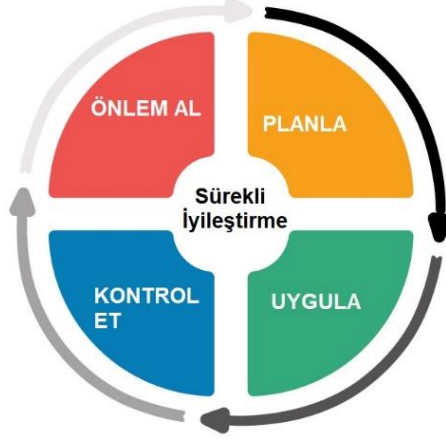 ÖNLEM AL
PLANLA
Sürekli
İyileştirme
KONTROL
ET
UYGULA